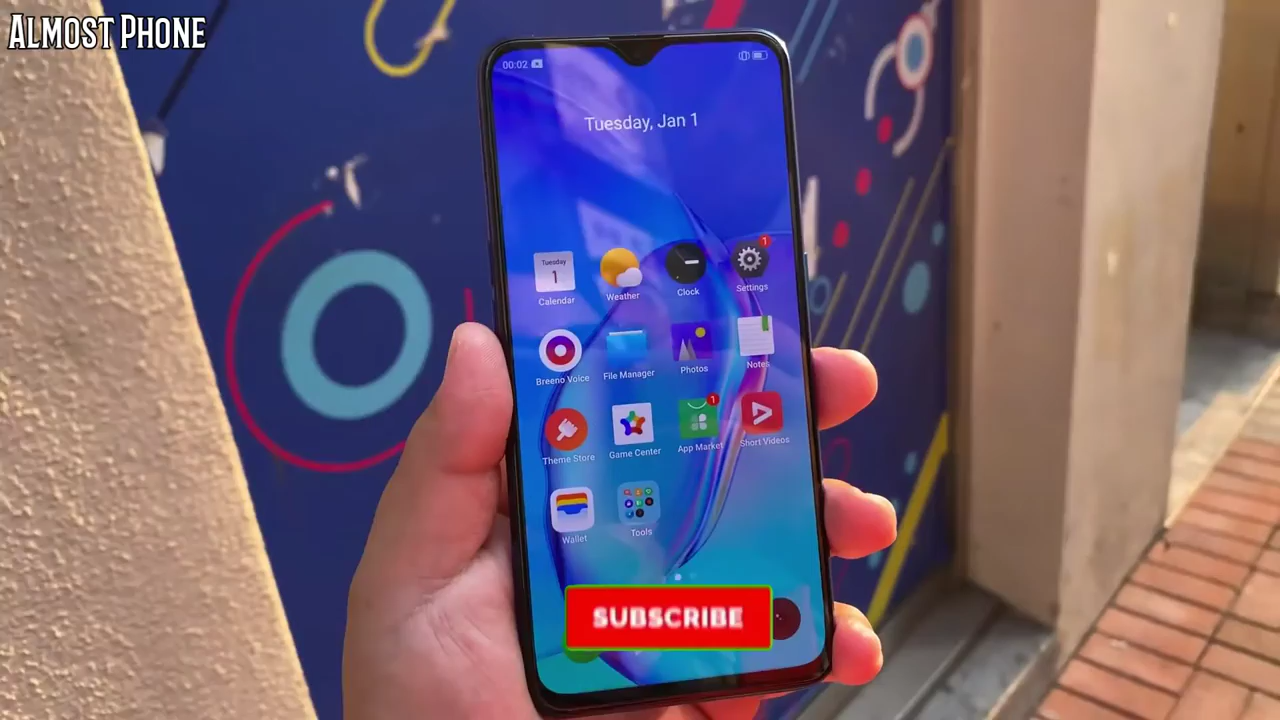 ALMOST PHONE
00:02
Tuesday, Jan 1
Tuesday
1
1
Calendar
Weather
Clock
Settings
Breeno Voice
File Manager
Photos
Notes
1
Theme Store
Game Center
App Market
Short Videos
Wallet
Tools
SUBSCRIBE